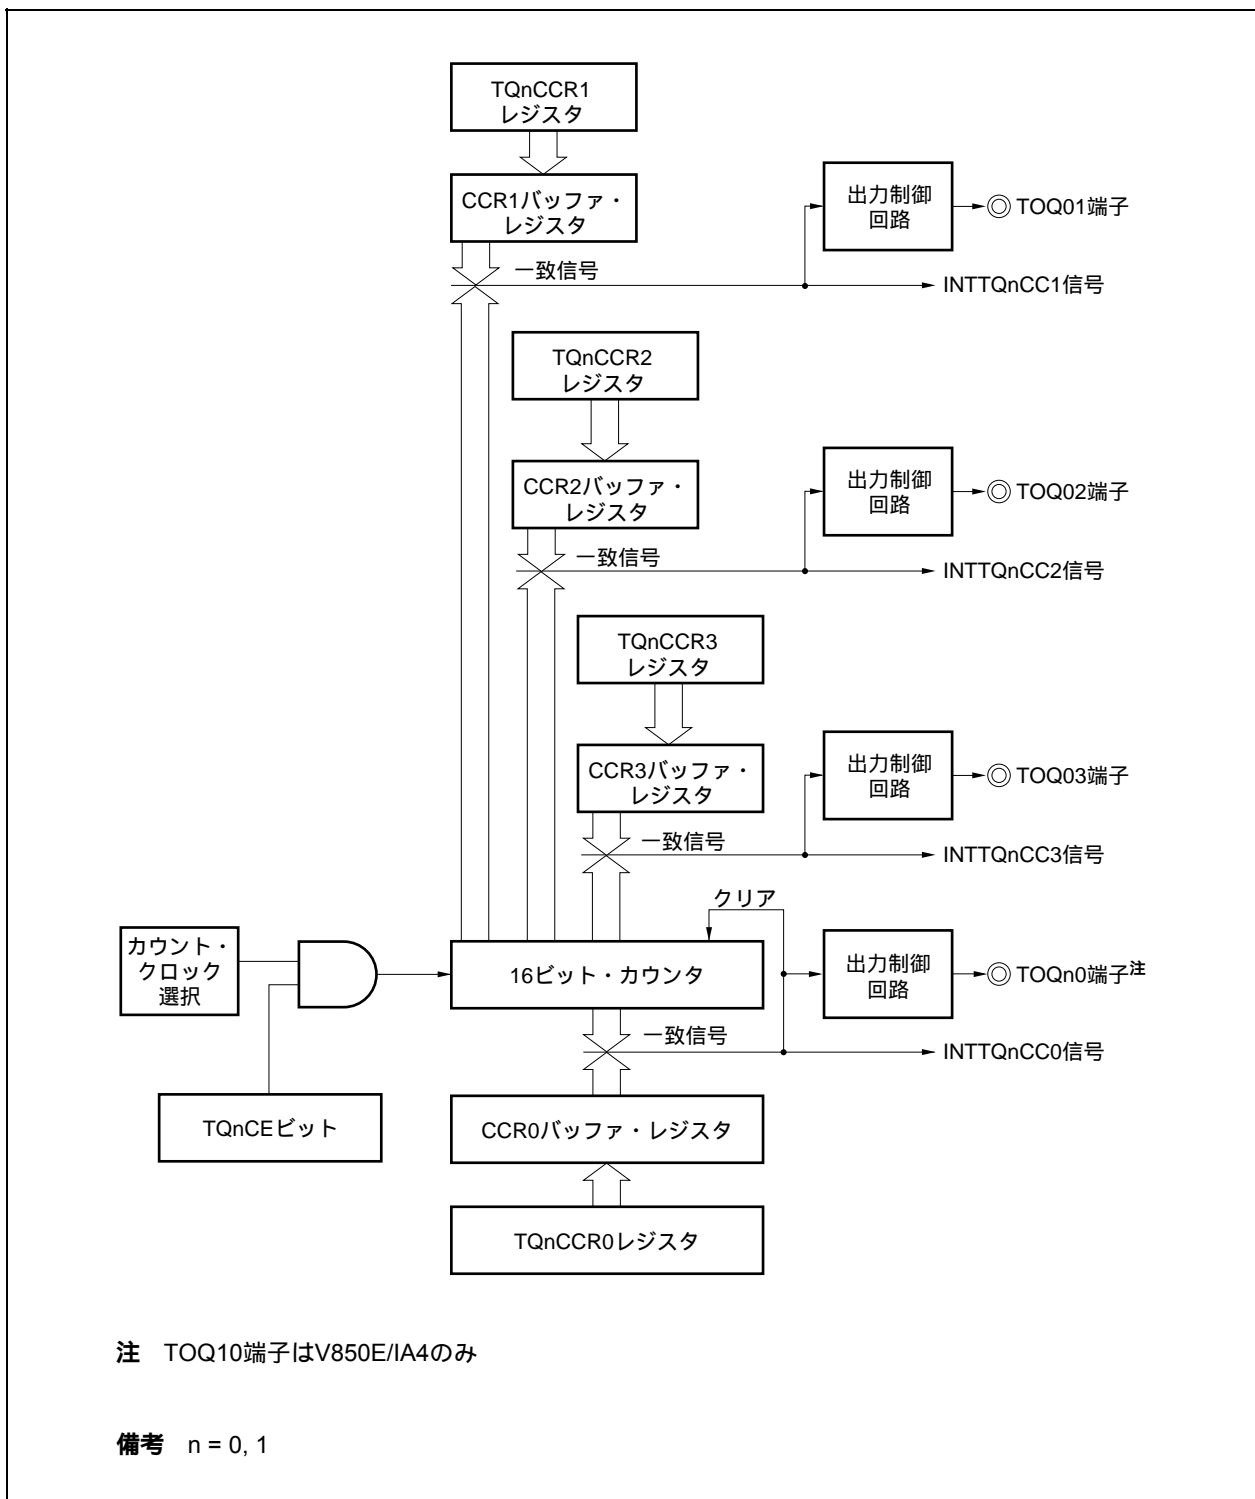 TQnCCR1
レジスタ
CCR1バッファ・
レジスタ
出力制御
回路
TOQ01端子
一致信号
INTTQnCC1信号
TQnCCR2
レジスタ
CCR2バッファ・
レジスタ
出力制御
回路
TOQ02端子
一致信号
INTTQnCC2信号
TQnCCR3
レジスタ
CCR3バッファ・
レジスタ
出力制御
回路
TOQ03端子
一致信号
INTTQnCC3信号
クリア
カウント・
クロック
選択
16ビット・カウンタ
出力制御
回路
TOQn0端子注
一致信号
INTTQnCC0信号
TQnCEビット
CCR0バッファ・レジスタ
TQnCCR0レジスタ
注 TOQ10端子はV850E/IA4のみ
備考 n = 0, 1